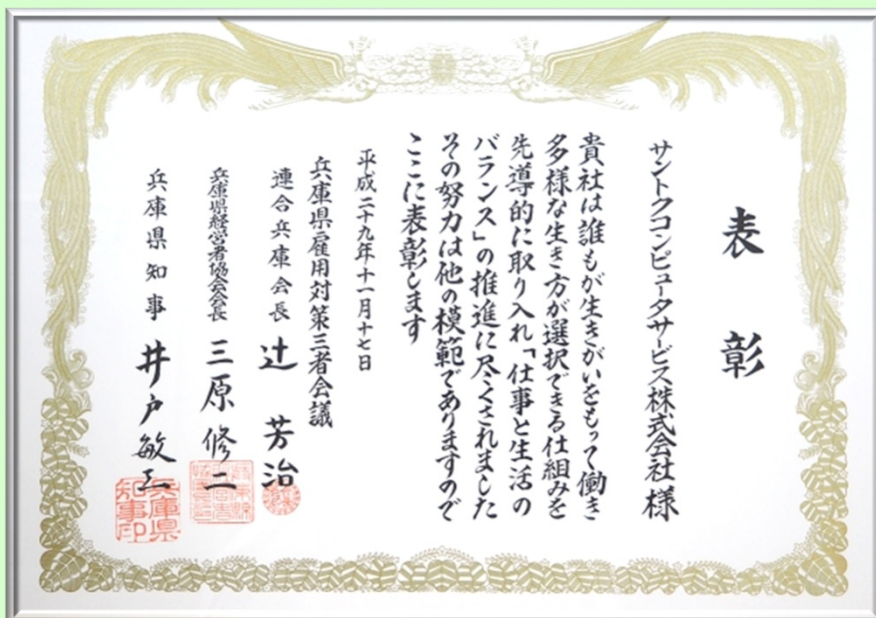 表彰
サントクコンピュータサービス株式会社様
貴社は誰もが生きがいをもって働き
多様な生き方が選択できる仕組みを
先導的に取り入れ「仕事と生活の
バランス」の推進に尽くされました
その努力は他の模範でありますので
ここに表彰します
平成二十九年十一月十七日
兵庫県雇用対策三者会議
連合兵庫会長 辻 芳治
兵庫県経営者協会会長 三原 修二
兵庫県知事 井戸敏三
兵庫県知事印